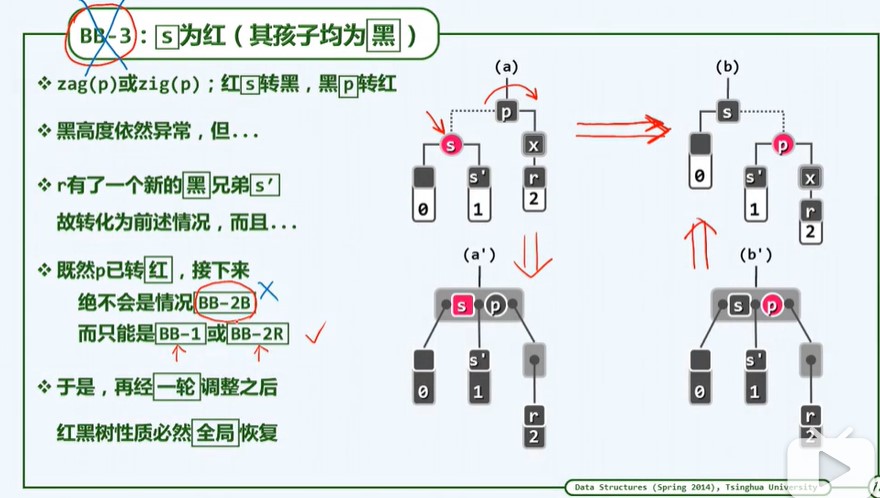 BB-3：s为红（其孩子均为黑）
zag(p)或zig(p)；红s转黑，黑p转红
黑高度依然异常，但...
r有了一个新的黑兄弟s'
故转化为前述情况，而且...
既然p已转红，接下来
绝不会是情况BB-2B
而只能是BB-1或BB-2R
于是，再经一轮调整之后
红黑树性质必然全局恢复
(a)
p
s
x
s'
r
0
1
2
(b)
s
p
0
s'
x
1
r
2
(a')
s
p
s'
0
1
r
2
(b')
s
p
s'
0
1
r
2
Data Structures (Spring 2014), Tsinghua University